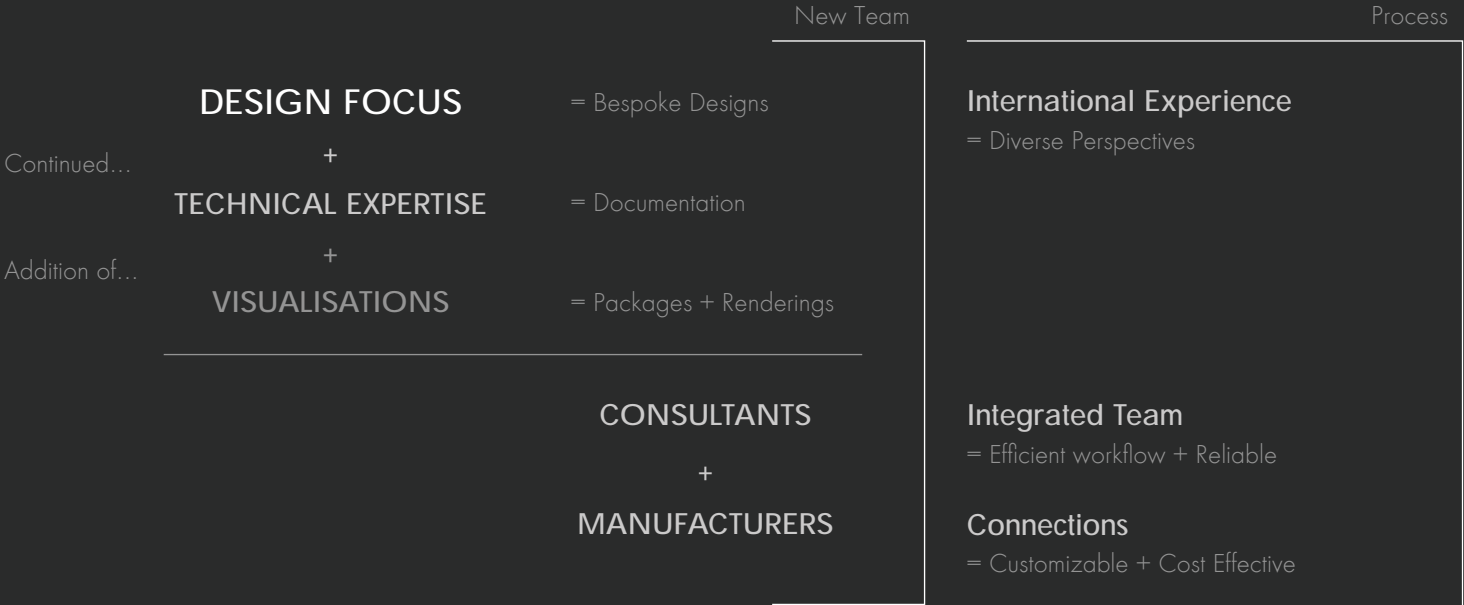 New Team
Process
DESIGN FOCUS
= Bespoke Designs
International Experience
= Diverse Perspectives
Continued...
+
TECHNICAL EXPERTISE
= Documentation
+
Addition of...
VISUALISATIONS
= Packages + Renderings
CONSULTANTS
Integrated Team
= Efficient workflow + Reliable
+
MANUFACTURERS
Connections
= Customizable + Cost Effective